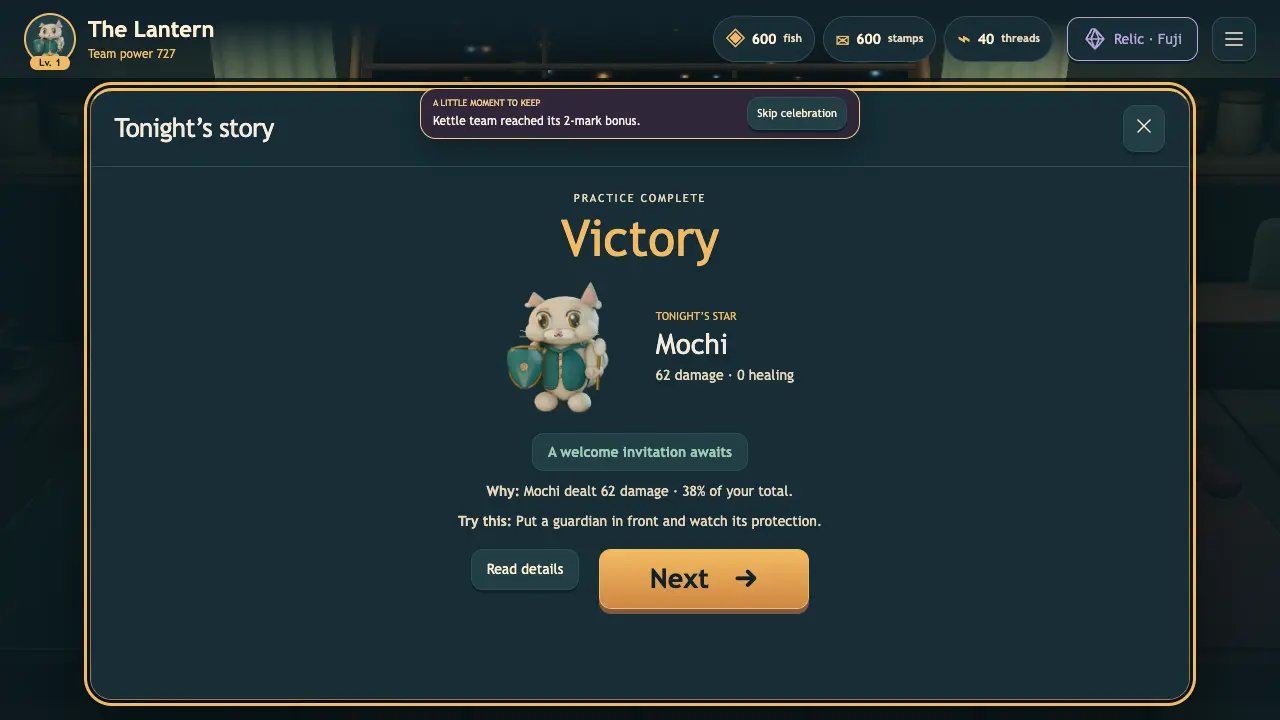 The Lantern
Team power 727
Lv. 1
600 fish
600 stamps
40 threads
Relic · Fuji
Tonight’s story
A LITTLE MOMENT TO KEEP
Kettle team reached its 2-mark bonus.
Skip celebration
PRACTICE COMPLETE
Victory
TONIGHT’S STAR
Mochi
62 damage · 0 healing
A welcome invitation awaits
Why: Mochi dealt 62 damage · 38% of your total.
Try this: Put a guardian in front and watch its protection.
Read details
Next